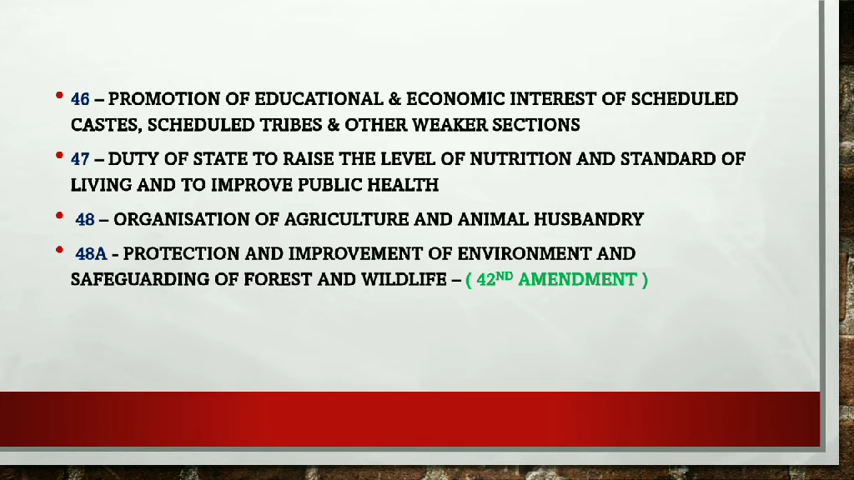 • 46 – PROMOTION OF EDUCATIONAL & ECONOMIC INTEREST OF SCHEDULED
CASTES, SCHEDULED TRIBES & OTHER WEAKER SECTIONS
• 47 – DUTY OF STATE TO RAISE THE LEVEL OF NUTRITION AND STANDARD OF
LIVING AND TO IMPROVE PUBLIC HEALTH
• 48 – ORGANISATION OF AGRICULTURE AND ANIMAL HUSBANDRY
• 48A - PROTECTION AND IMPROVEMENT OF ENVIRONMENT AND
SAFEGUARDING OF FOREST AND WILDLIFE – ( 42ND AMENDMENT )